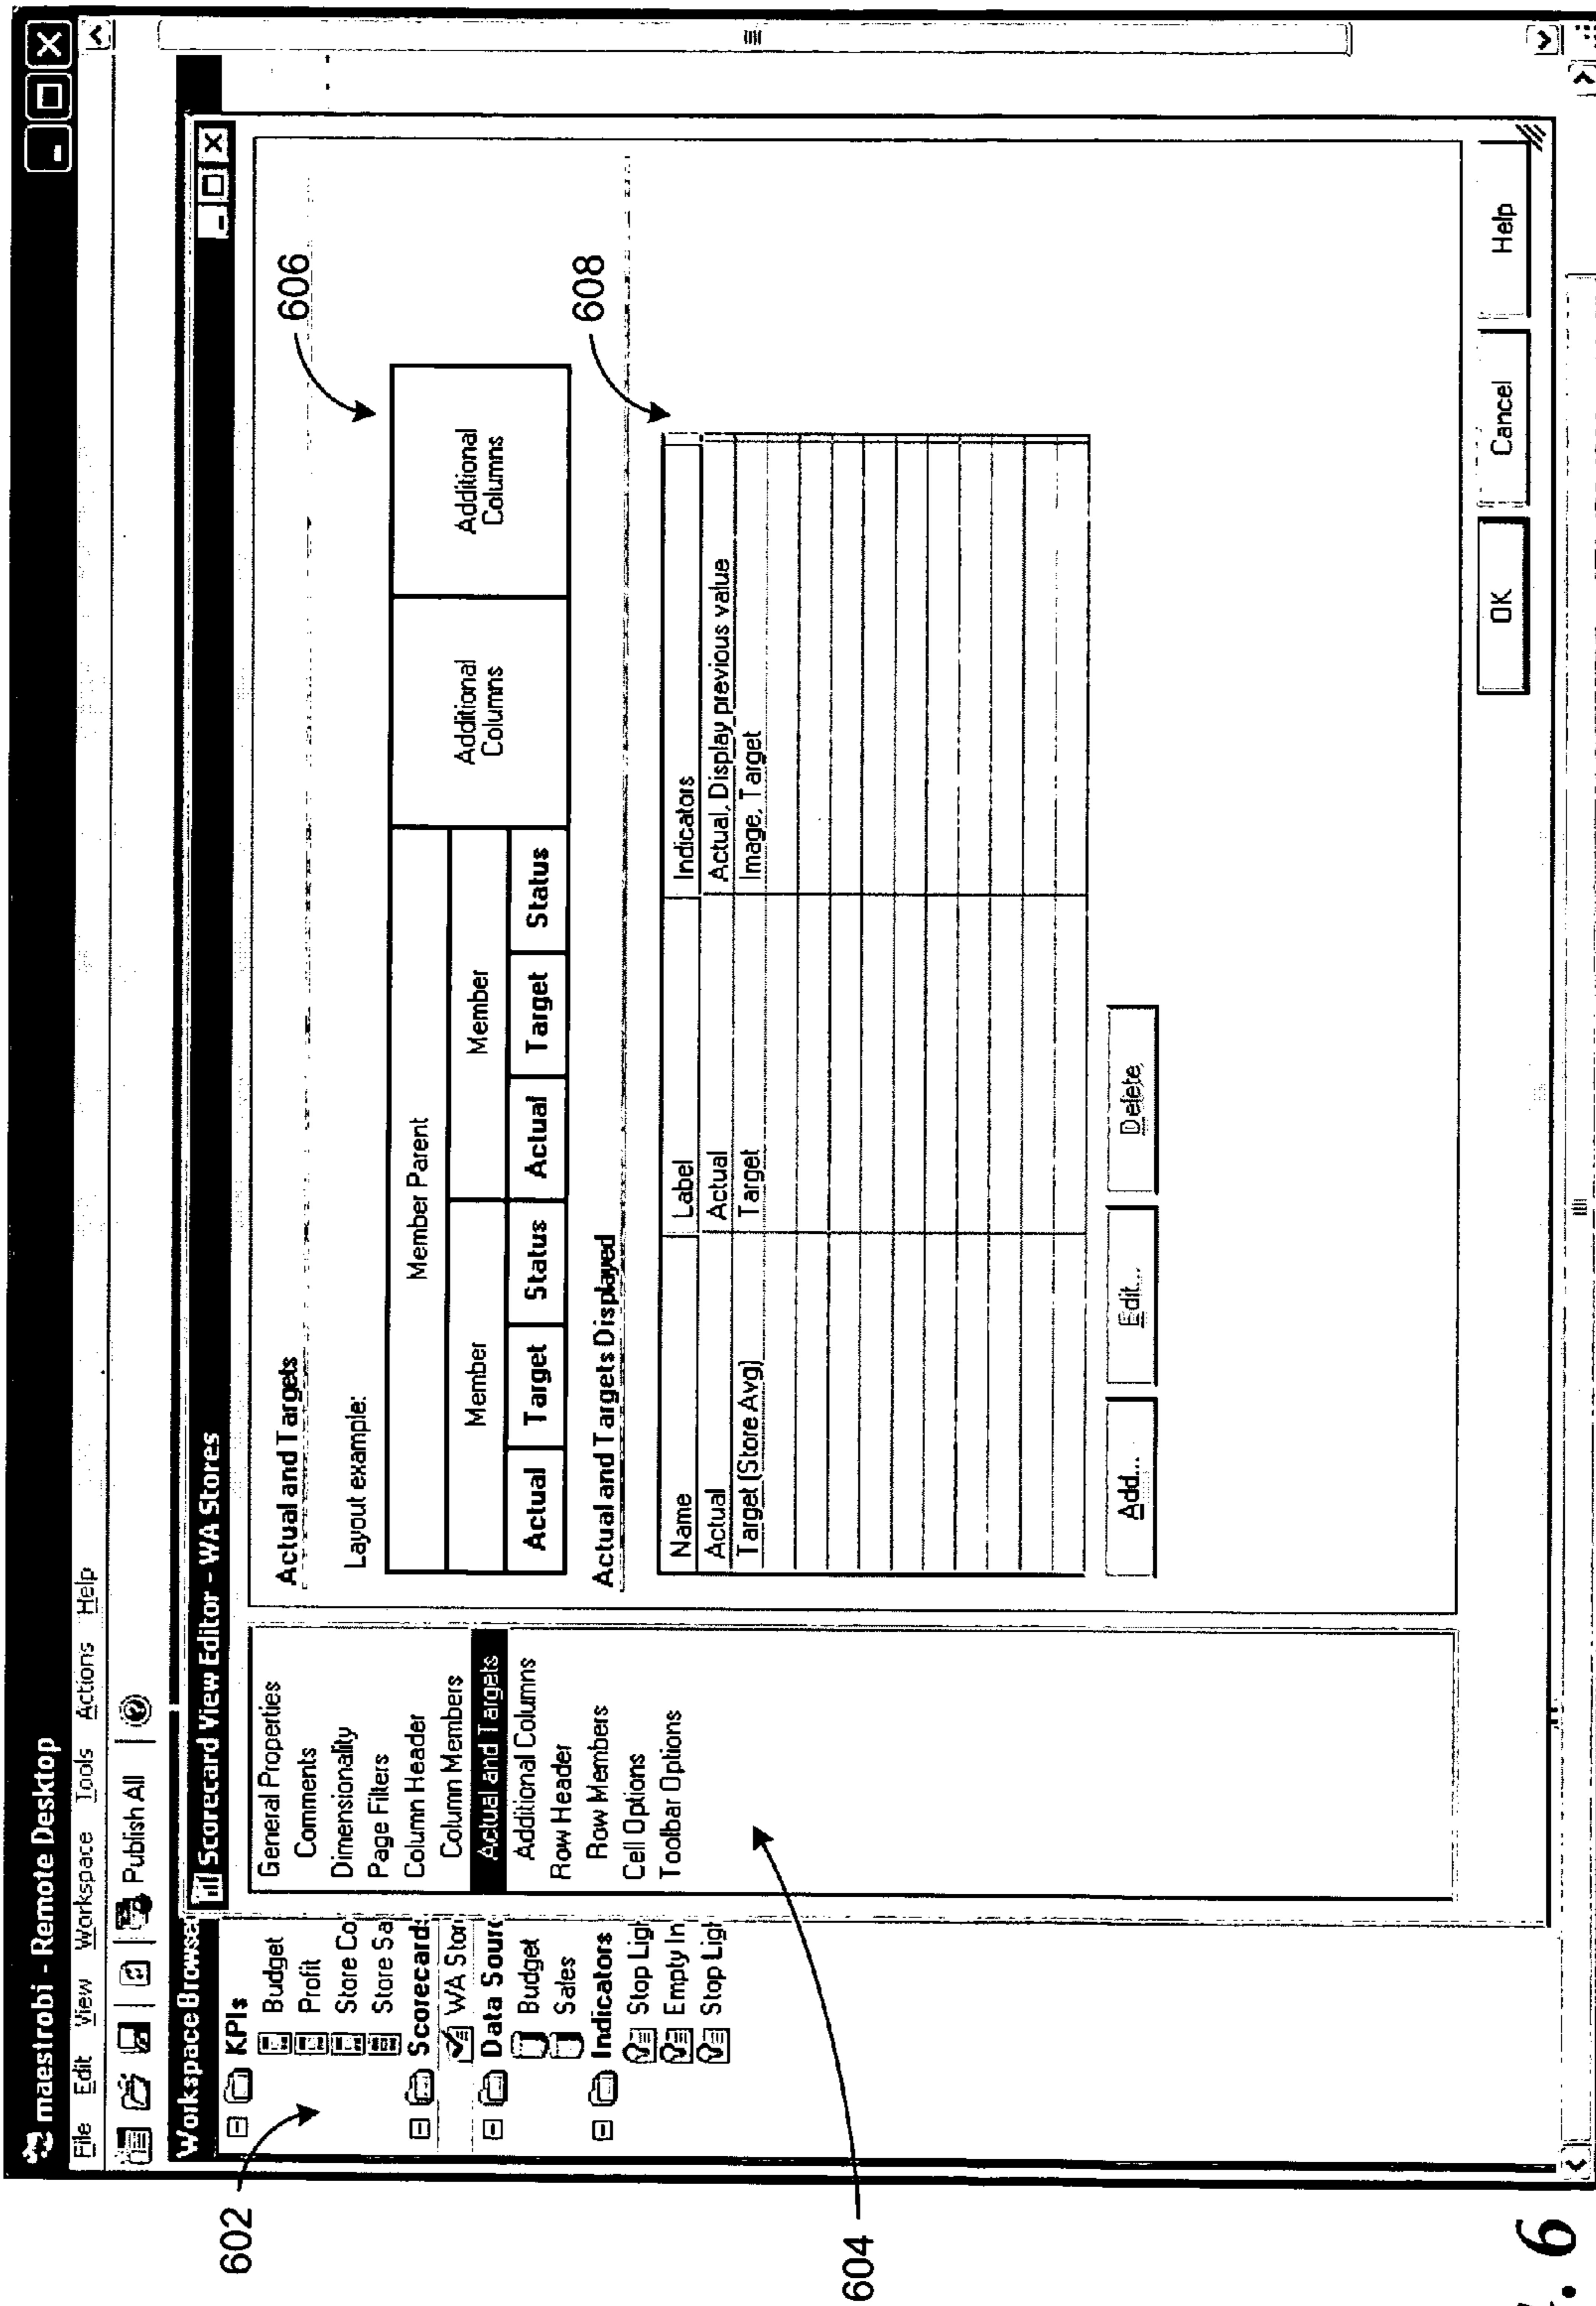 maestrobi - Remote Desktop
File Edit View Workspace Tools Actions Help
Publish All
Workspace Browser
KPIs
Budget
Profit
Store Co
Store Sa
Scorecard
WA Stor
Data Sourc
Budget
Sales
Indicators
Stop Ligh
Empty In
Stop Ligh
Scorecard View Editor - WA Stores
General Properties
Comments
Dimensionality
Page Filters
Column Header
Column Members
Actual and Targets
Additional Columns
Row Header
Row Members
Cell Options
Toolbar Options
Actual and Targets
Layout example:
Member Parent
Additional Columns
Additional Columns
Member Member
Actual Target Status Actual Target Status
Actual and Targets Displayed
Name Label Indicators
Actual Actual Actual, Display previous value
Target (Store Avg) Target Image, Target
Add... Edit... Delete
OK Cancel Help
602
604
606
608
6